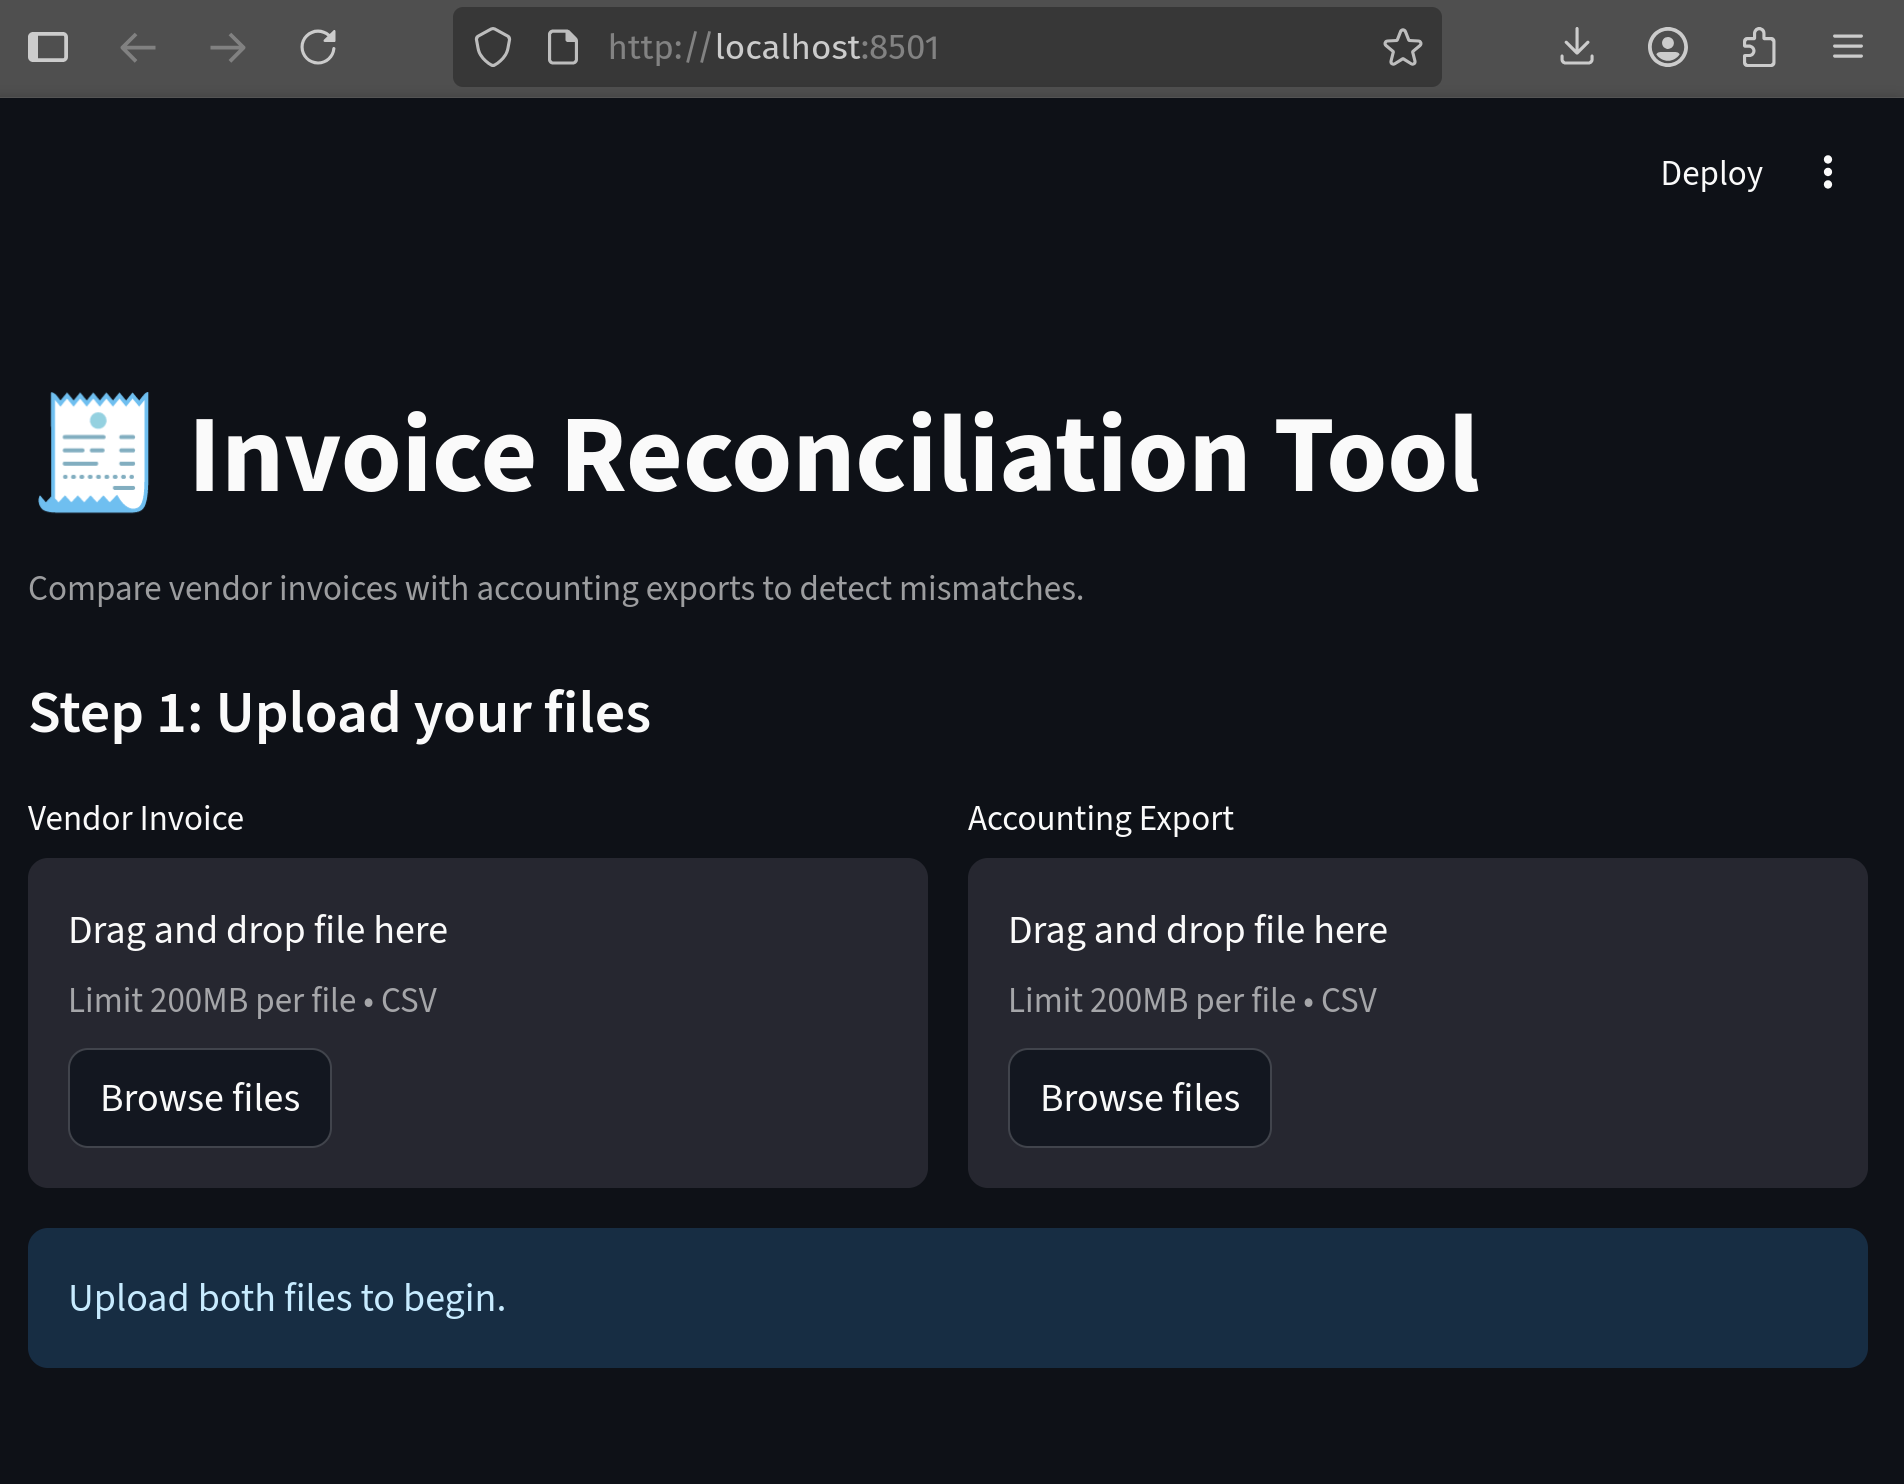 http://localhost:8501
Deploy
Invoice Reconciliation Tool
Compare vendor invoices with accounting exports to detect mismatches.
Step 1: Upload your files
Vendor Invoice
Drag and drop file here
Limit 200MB per file • CSV
Browse files
Accounting Export
Drag and drop file here
Limit 200MB per file • CSV
Browse files
Upload both files to begin.